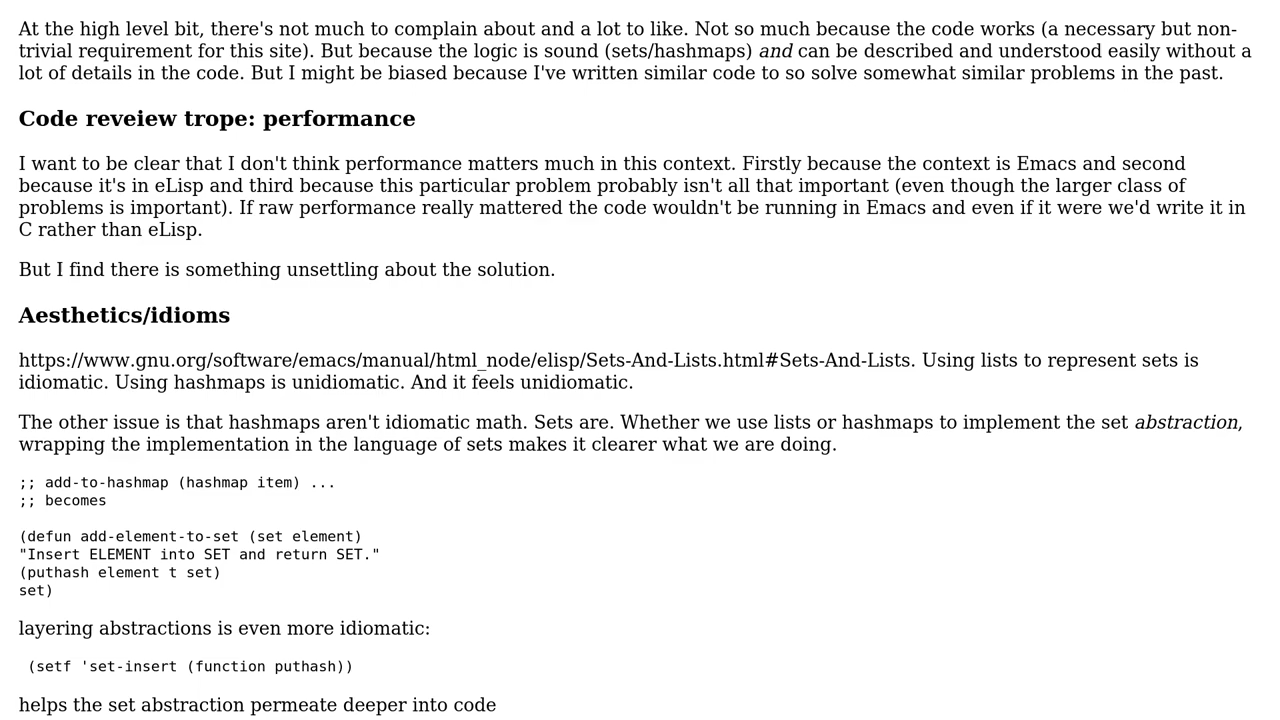 At the high level bit, there's not much to complain about and a lot to like. Not so much because the code works (a necessary but non-
trivial requirement for this site). But because the logic is sound (sets/hashmaps) and can be described and understood easily without a
lot of details in the code. But I might be biased because I've written similar code to so solve somewhat similar problems in the past.
Code reveiew trope: performance
I want to be clear that I don't think performance matters much in this context. Firstly because the context is Emacs and second
because it's in eLisp and third because this particular problem probably isn't all that important (even though the larger class of
problems is important). If raw performance really mattered the code wouldn't be running in Emacs and even if it were we'd write it in
C rather than eLisp.
But I find there is something unsettling about the solution.
Aesthetics/idioms
https://www.gnu.org/software/emacs/manual/html_node/elisp/Sets-And-Lists.html#Sets-And-Lists. Using lists to represent sets is
idiomatic. Using hashmaps is unidiomatic. And it feels unidiomatic.
The other issue is that hashmaps aren't idiomatic math. Sets are. Whether we use lists or hashmaps to implement the set abstraction,
wrapping the implementation in the language of sets makes it clearer what we are doing.
;; add-to-hashmap (hashmap item) ...
;; becomes
(defun add-element-to-set (set element)
"Insert ELEMENT into SET and return SET."
(puthash element t set)
set)
layering abstractions is even more idiomatic:
(setf 'set-insert (function puthash))
helps the set abstraction permeate deeper into code